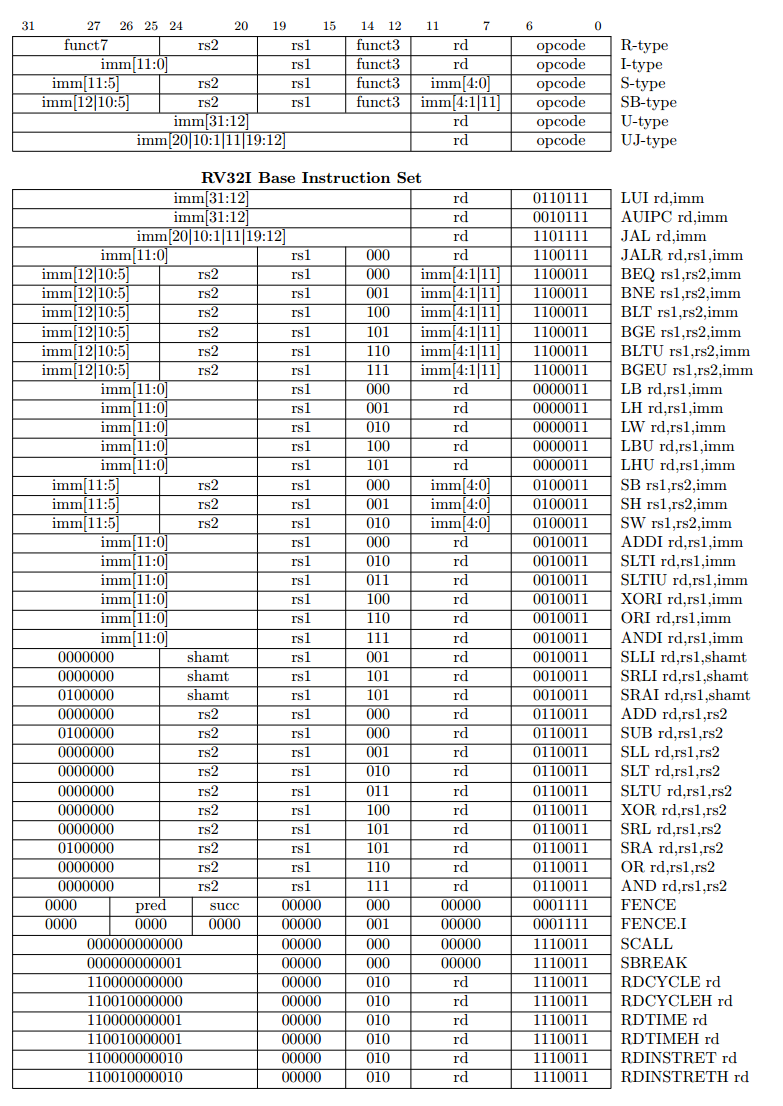 31 27 26 25 24 20 19 15 14 12 11 7 6 0
funct7 rs2 rs1 funct3 rd opcode R-type
imm[11:0] rs1 funct3 rd opcode I-type
imm[11:5] rs2 rs1 funct3 imm[4:0] opcode S-type
imm[12|10:5] rs2 rs1 funct3 imm[4:1|11] opcode SB-type
imm[31:12] rd opcode U-type
imm[20|10:1|11|19:12] rd opcode UJ-type
RV32I Base Instruction Set
imm[31:12] rd 0110111 LUI rd,imm
imm[31:12] rd 0010111 AUIPC rd,imm
imm[20|10:1|11|19:12] rd 1101111 JAL rd,imm
imm[11:0] rs1 000 rd 1100111 JALR rd,rs1,imm
imm[12|10:5] rs2 rs1 000 imm[4:1|11] 1100011 BEQ rs1,rs2,imm
imm[12|10:5] rs2 rs1 001 imm[4:1|11] 1100011 BNE rs1,rs2,imm
imm[12|10:5] rs2 rs1 100 imm[4:1|11] 1100011 BLT rs1,rs2,imm
imm[12|10:5] rs2 rs1 101 imm[4:1|11] 1100011 BGE rs1,rs2,imm
imm[12|10:5] rs2 rs1 110 imm[4:1|11] 1100011 BLTU rs1,rs2,imm
imm[12|10:5] rs2 rs1 111 imm[4:1|11] 1100011 BGEU rs1,rs2,imm
imm[11:0] rs1 000 rd 0000011 LB rd,rs1,imm
imm[11:0] rs1 001 rd 0000011 LH rd,rs1,imm
imm[11:0] rs1 010 rd 0000011 LW rd,rs1,imm
imm[11:0] rs1 100 rd 0000011 LBU rd,rs1,imm
imm[11:0] rs1 101 rd 0000011 LHU rd,rs1,imm
imm[11:5] rs2 rs1 000 imm[4:0] 0100011 SB rs1,rs2,imm
imm[11:5] rs2 rs1 001 imm[4:0] 0100011 SH rs1,rs2,imm
imm[11:5] rs2 rs1 010 imm[4:0] 0100011 SW rs1,rs2,imm
imm[11:0] rs1 000 rd 0010011 ADDI rd,rs1,imm
imm[11:0] rs1 010 rd 0010011 SLTI rd,rs1,imm
imm[11:0] rs1 011 rd 0010011 SLTIU rd,rs1,imm
imm[11:0] rs1 100 rd 0010011 XORI rd,rs1,imm
imm[11:0] rs1 110 rd 0010011 ORI rd,rs1,imm
imm[11:0] rs1 111 rd 0010011 ANDI rd,rs1,imm
0000000 shamt rs1 001 rd 0010011 SLLI rd,rs1,shamt
0000000 shamt rs1 101 rd 0010011 SRLI rd,rs1,shamt
0100000 shamt rs1 101 rd 0010011 SRAI rd,rs1,shamt
0000000 rs2 rs1 000 rd 0110011 ADD rd,rs1,rs2
0100000 rs2 rs1 000 rd 0110011 SUB rd,rs1,rs2
0000000 rs2 rs1 001 rd 0110011 SLL rd,rs1,rs2
0000000 rs2 rs1 010 rd 0110011 SLT rd,rs1,rs2
0000000 rs2 rs1 011 rd 0110011 SLTU rd,rs1,rs2
0000000 rs2 rs1 100 rd 0110011 XOR rd,rs1,rs2
0000000 rs2 rs1 101 rd 0110011 SRL rd,rs1,rs2
0100000 rs2 rs1 101 rd 0110011 SRA rd,rs1,rs2
0000000 rs2 rs1 110 rd 0110011 OR rd,rs1,rs2
0000000 rs2 rs1 111 rd 0110011 AND rd,rs1,rs2
0000 pred succ 00000 000 00000 0001111 FENCE
0000 0000 0000 00000 001 00000 0001111 FENCE.I
000000000000 00000 000 00000 1110011 SCALL
000000000001 00000 000 00000 1110011 SBREAK
110000000000 00000 010 rd 1110011 RDCYCLE rd
110010000000 00000 010 rd 1110011 RDCYCLEH rd
110000000001 00000 010 rd 1110011 RDTIME rd
110010000001 00000 010 rd 1110011 RDTIMEH rd
110000000010 00000 010 rd 1110011 RDINSTRET rd
110010000010 00000 010 rd 1110011 RDINSTRETH rd